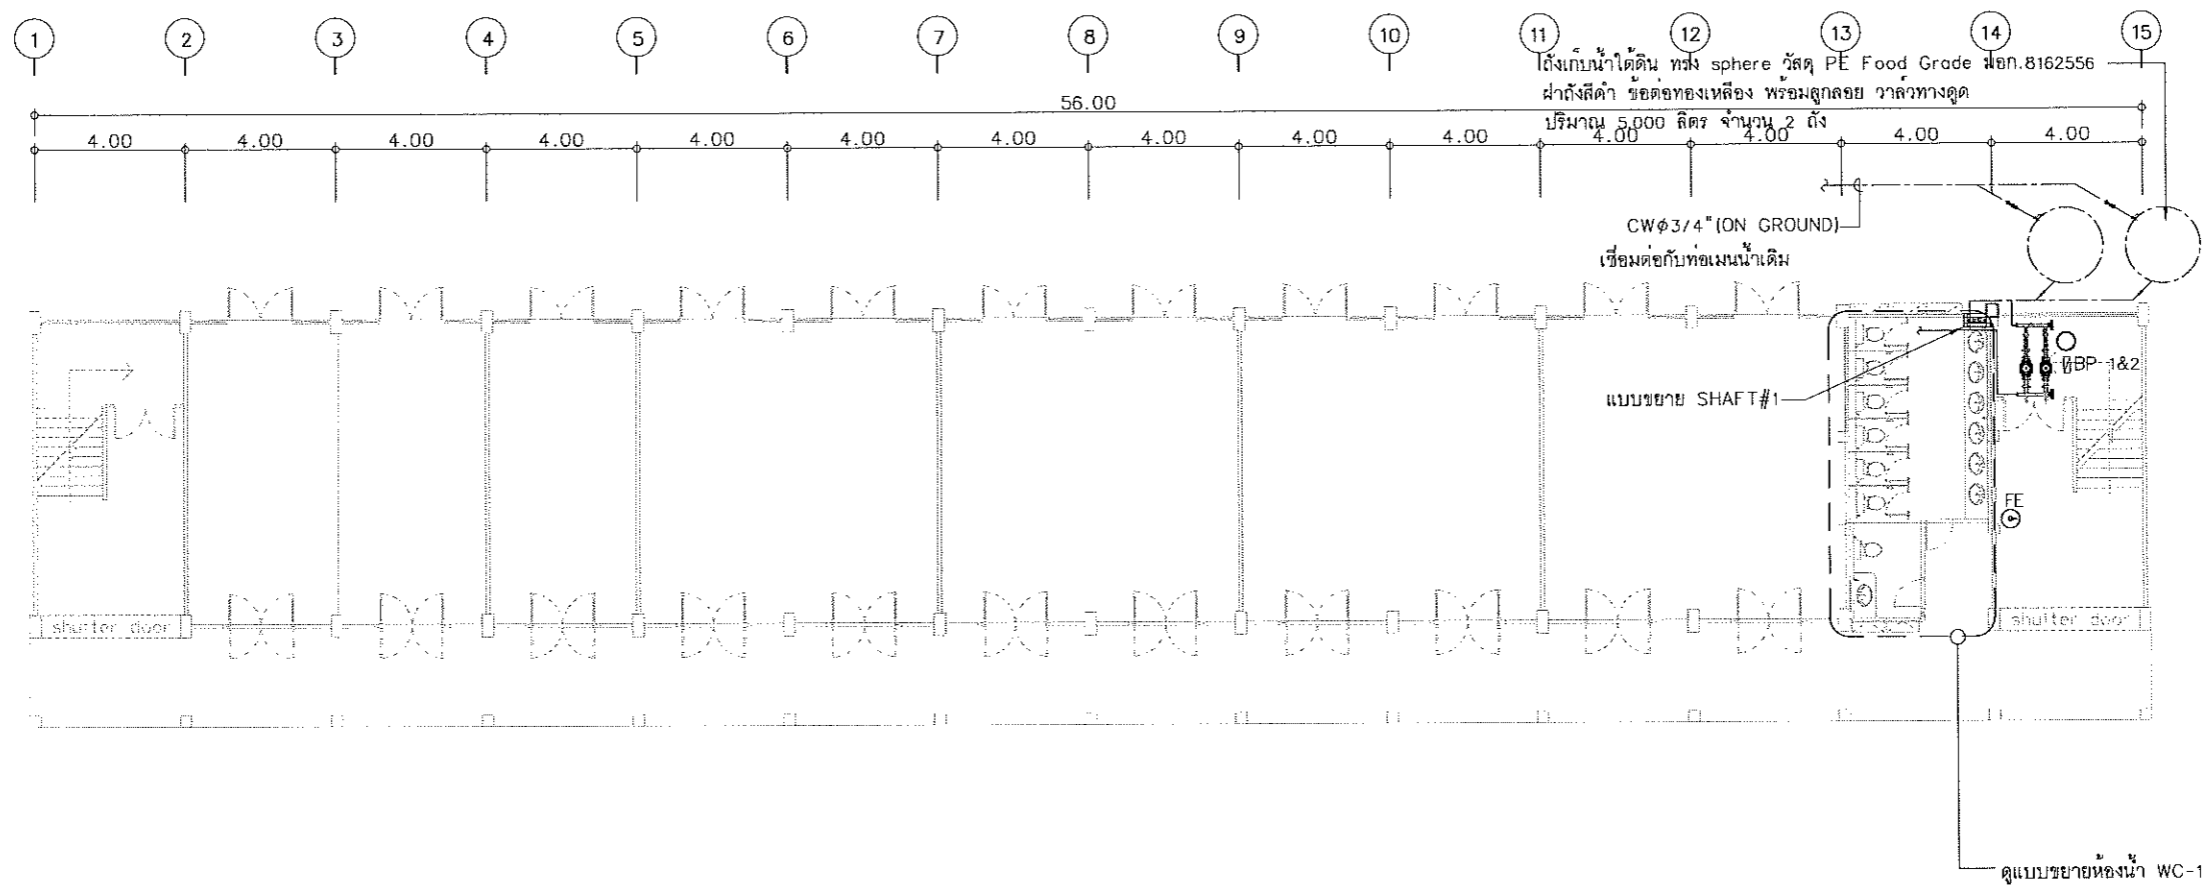 1 2 3 4 5 6 7 8 9 10 11 12 13 14 15
ถังเก็บน้ำใต้ดิน ทรง sphere วัสดุ PE Food Grade มอก.8162556
ฝาถังสีดำ ข้อต่อทองเหลือง พร้อมลูกลอย วาล์วทางดูด
56.00
ปริมาณ 5,000 ลิตร จำนวน 2 ถัง
4.00 4.00 4.00 4.00 4.00 4.00 4.00 4.00 4.00 4.00 4.00 4.00 4.00 4.00
CWφ3/4"(ON GROUND)
เชื่อมต่อกับท่อเมนน้ำเดิม
BP-1&2
แบบขยาย SHAFT#1
FE
shutter door
shutter door
ดูแบบขยายห้องน้ำ WC-1